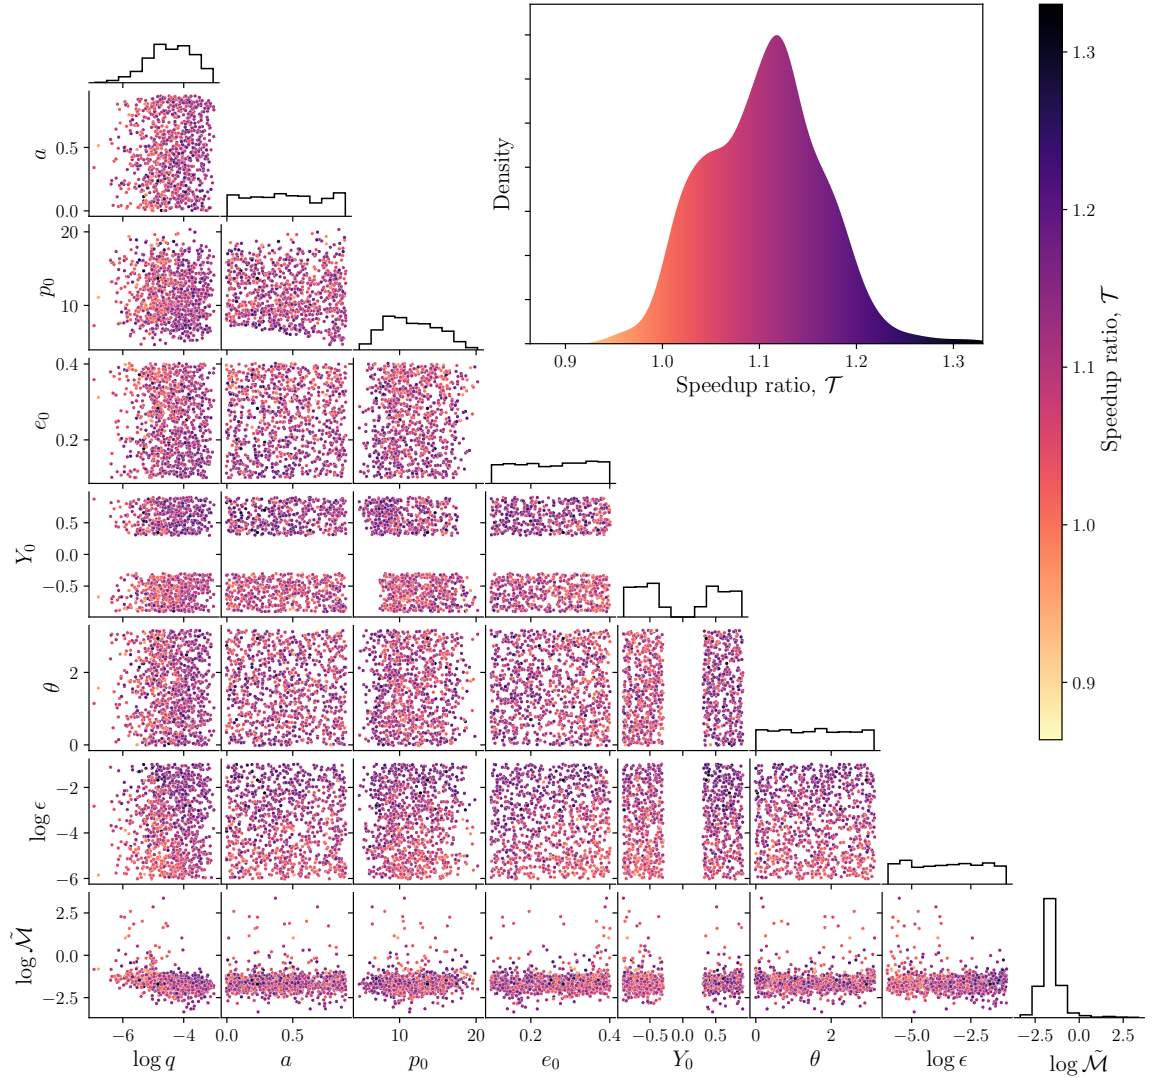 Density
0.9 1.0 1.1 1.2 1.3
Speedup ratio, 𝒯
1.3
1.2
1.1
1.0
0.9
Speedup ratio, 𝒯
a
0.5
0.0
p₀
20
10
e₀
0.4
0.2
Y₀
0.5
0.0
−0.5
θ
2
0
log ϵ
−2
−4
−6
log ℳ̃
2.5
0.0
−2.5
−6 −4 0.0 0.5 10 20 0.2 0.4 −0.5 0.0 0.5 0 2 −5.0 −2.5 −2.5 0.0 2.5
log q a p₀ e₀ Y₀ θ log ϵ log ℳ̃